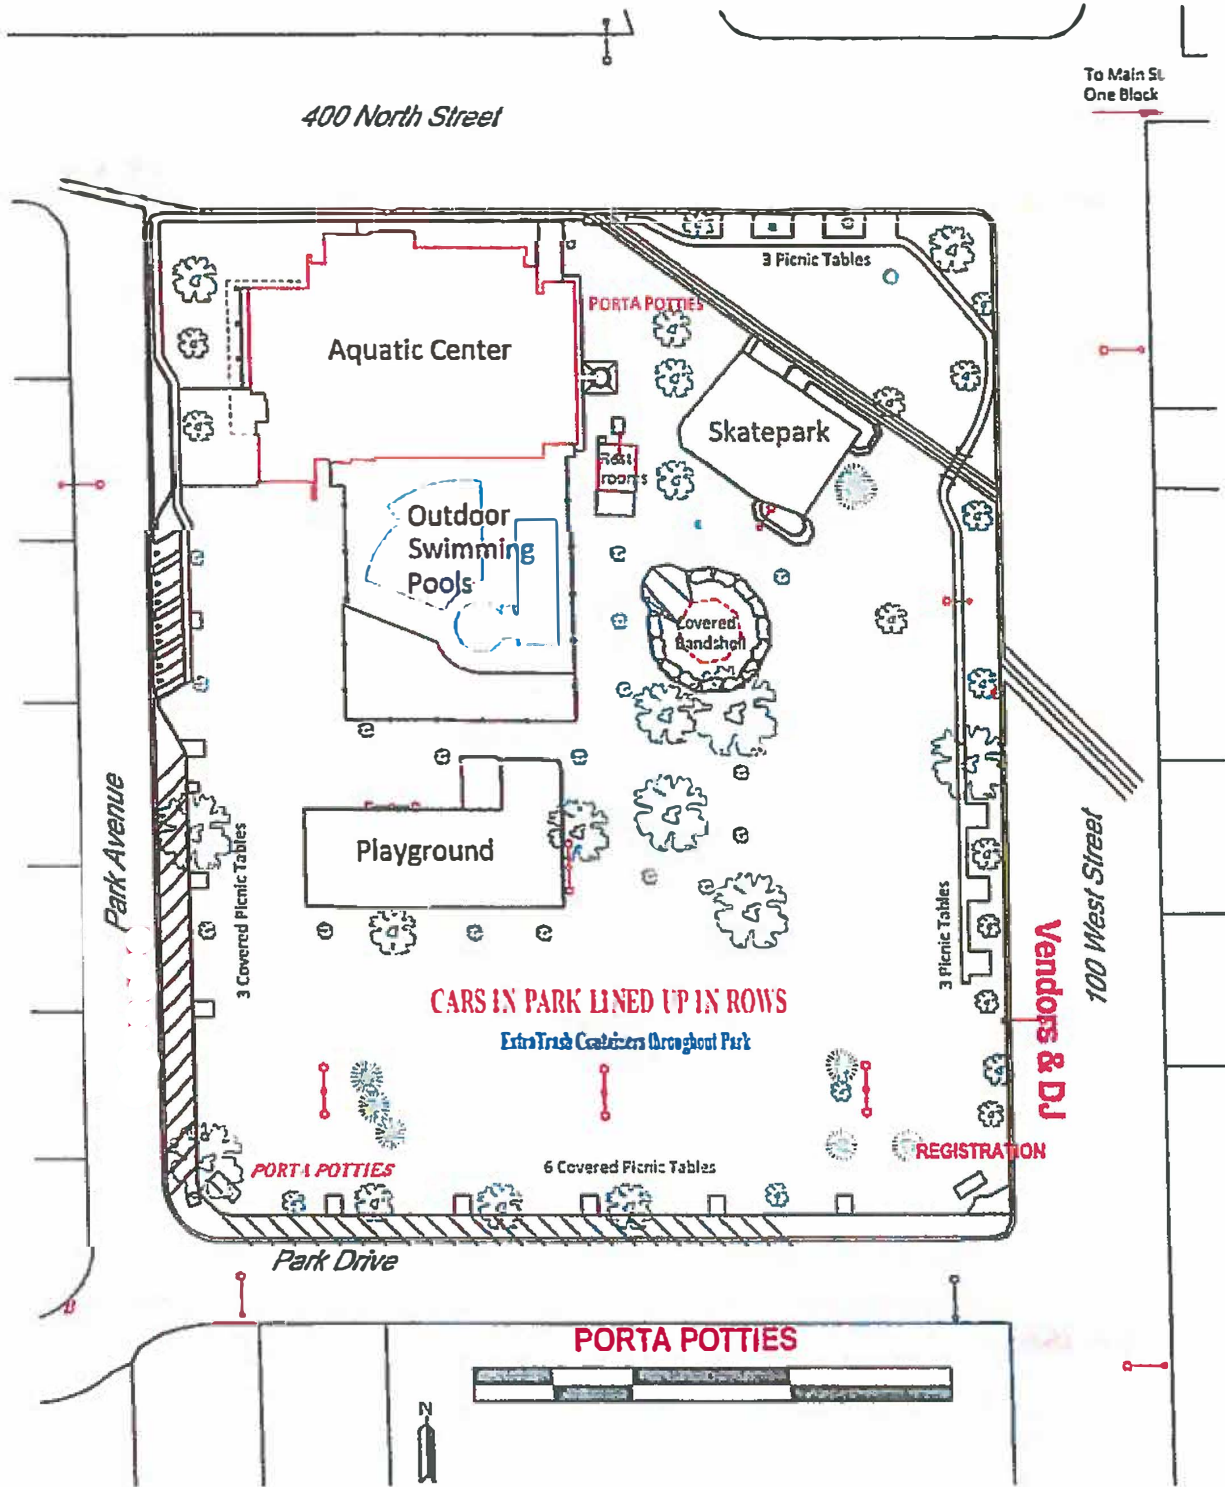 To Main St.
One Block
400 North Street
3 Picnic Tables
PORTA POTTIES
Aquatic Center
Skatepark
Rest
rooms
Outdoor
Swimming
Pools
Covered
Bandshell
Park Avenue
Playground
3 Covered Picnic Tables
3 Picnic Tables
100 West Street
Vendors & DJ
CARS IN PARK LINED UP IN ROWS
Extra Trash Containers throughout Park
REGISTRATION
PORTA POTTIES
6 Covered Picnic Tables
Park Drive
PORTA POTTIES
N